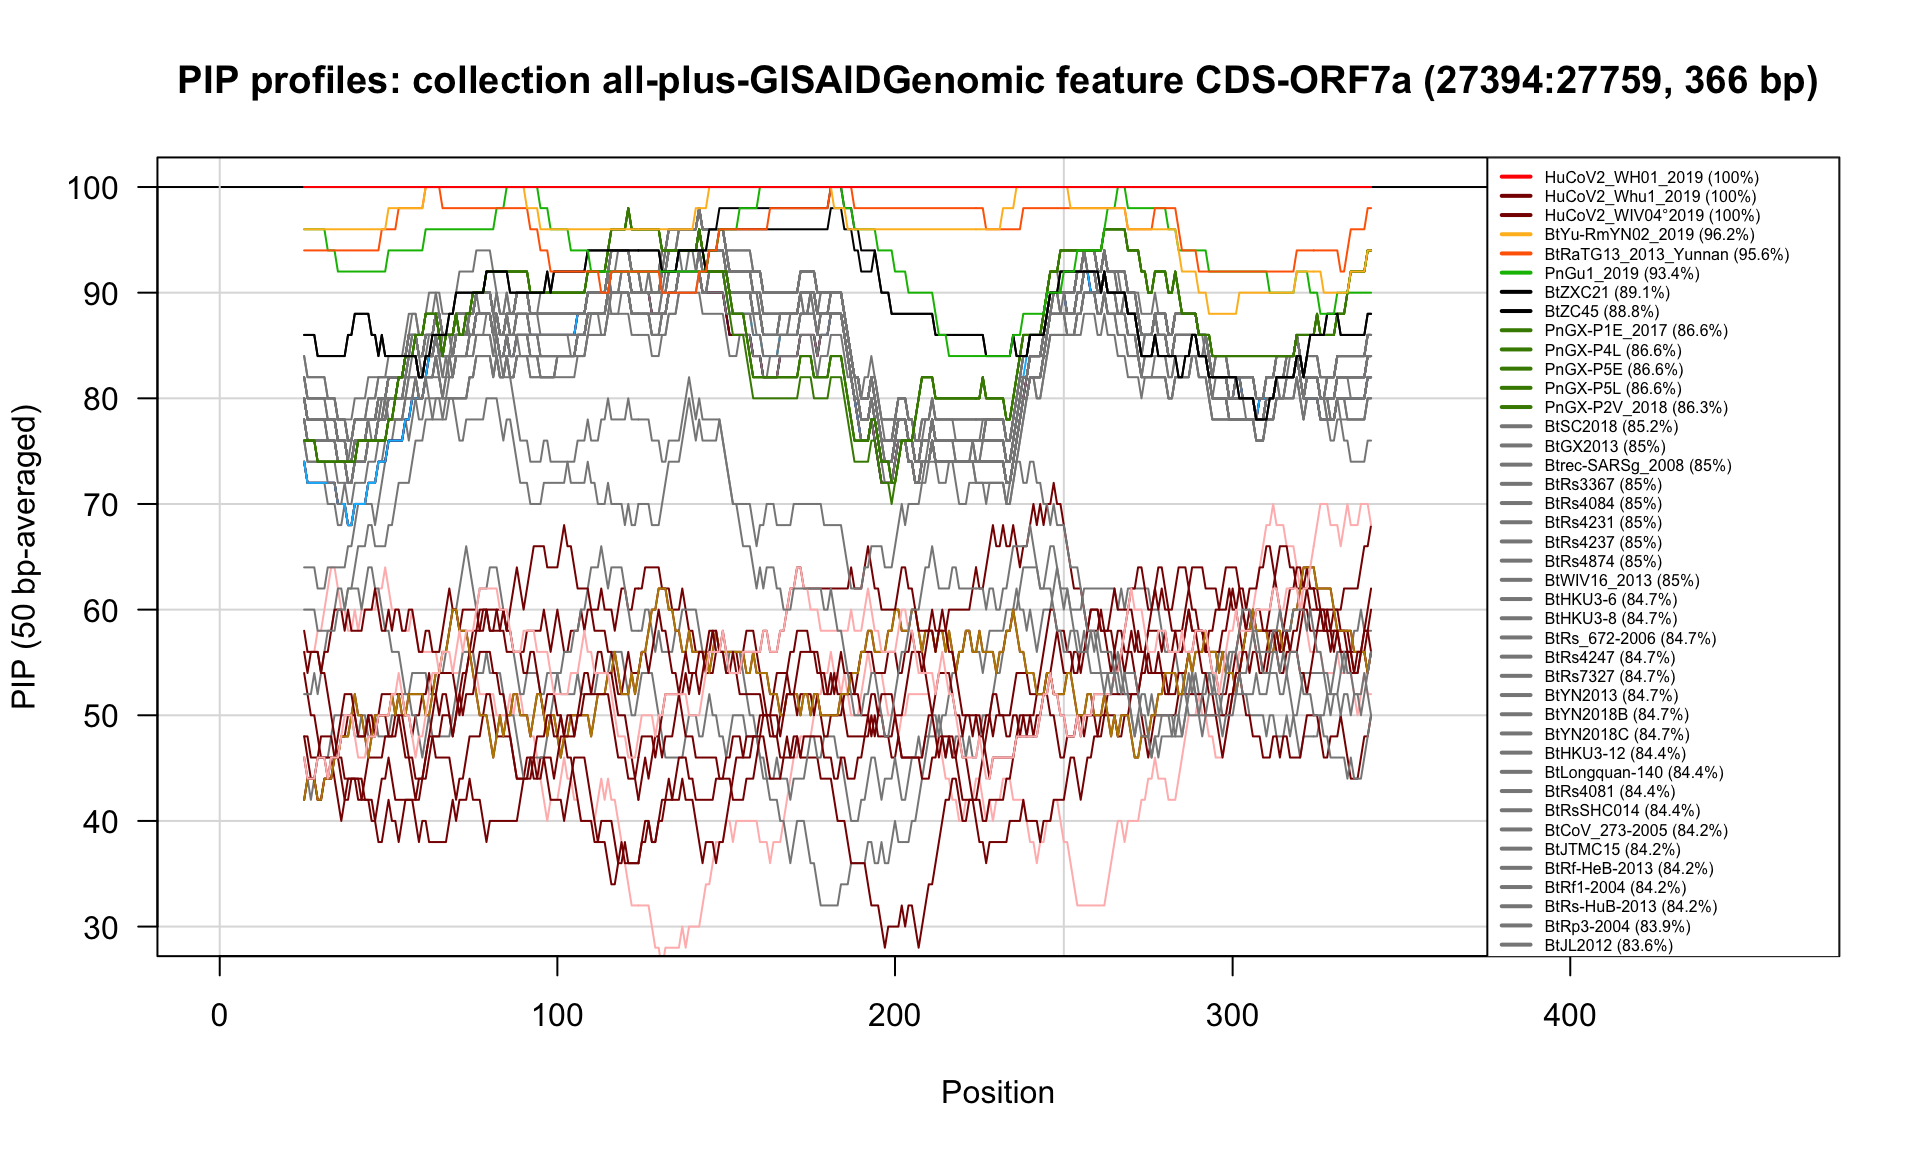 PIP profiles: collection all-plus-GISAIDGenomic feature CDS-ORF7a (27394:27759, 366 bp)
PIP (50 bp-averaged)
100
90
80
70
60
50
40
30
0
100
200
300
400
Position
HuCoV2_WH01_2019 (100%)
HuCoV2_Whu1_2019 (100%)
HuCoV2_WIV04°2019 (100%)
BtYu-RmYN02_2019 (96.2%)
BtRaTG13_2013_Yunnan (95.6%)
PnGu1_2019 (93.4%)
BtZXC21 (89.1%)
BtZC45 (88.8%)
PnGX-P1E_2017 (86.6%)
PnGX-P4L (86.6%)
PnGX-P5E (86.6%)
PnGX-P5L (86.6%)
PnGX-P2V_2018 (86.3%)
BtSC2018 (85.2%)
BtGX2013 (85%)
Btrec-SARSg_2008 (85%)
BtRs3367 (85%)
BtRs4084 (85%)
BtRs4231 (85%)
BtRs4237 (85%)
BtRs4874 (85%)
BtWIV16_2013 (85%)
BtHKU3-6 (84.7%)
BtHKU3-8 (84.7%)
BtRs_672-2006 (84.7%)
BtRs4247 (84.7%)
BtRs7327 (84.7%)
BtYN2013 (84.7%)
BtYN2018B (84.7%)
BtYN2018C (84.7%)
BtHKU3-12 (84.4%)
BtLongquan-140 (84.4%)
BtRs4081 (84.4%)
BtRsSHC014 (84.4%)
BtCoV_273-2005 (84.2%)
BtJTMC15 (84.2%)
BtRf-HeB-2013 (84.2%)
BtRf1-2004 (84.2%)
BtRs-HuB-2013 (84.2%)
BtRp3-2004 (83.9%)
BtJL2012 (83.6%)